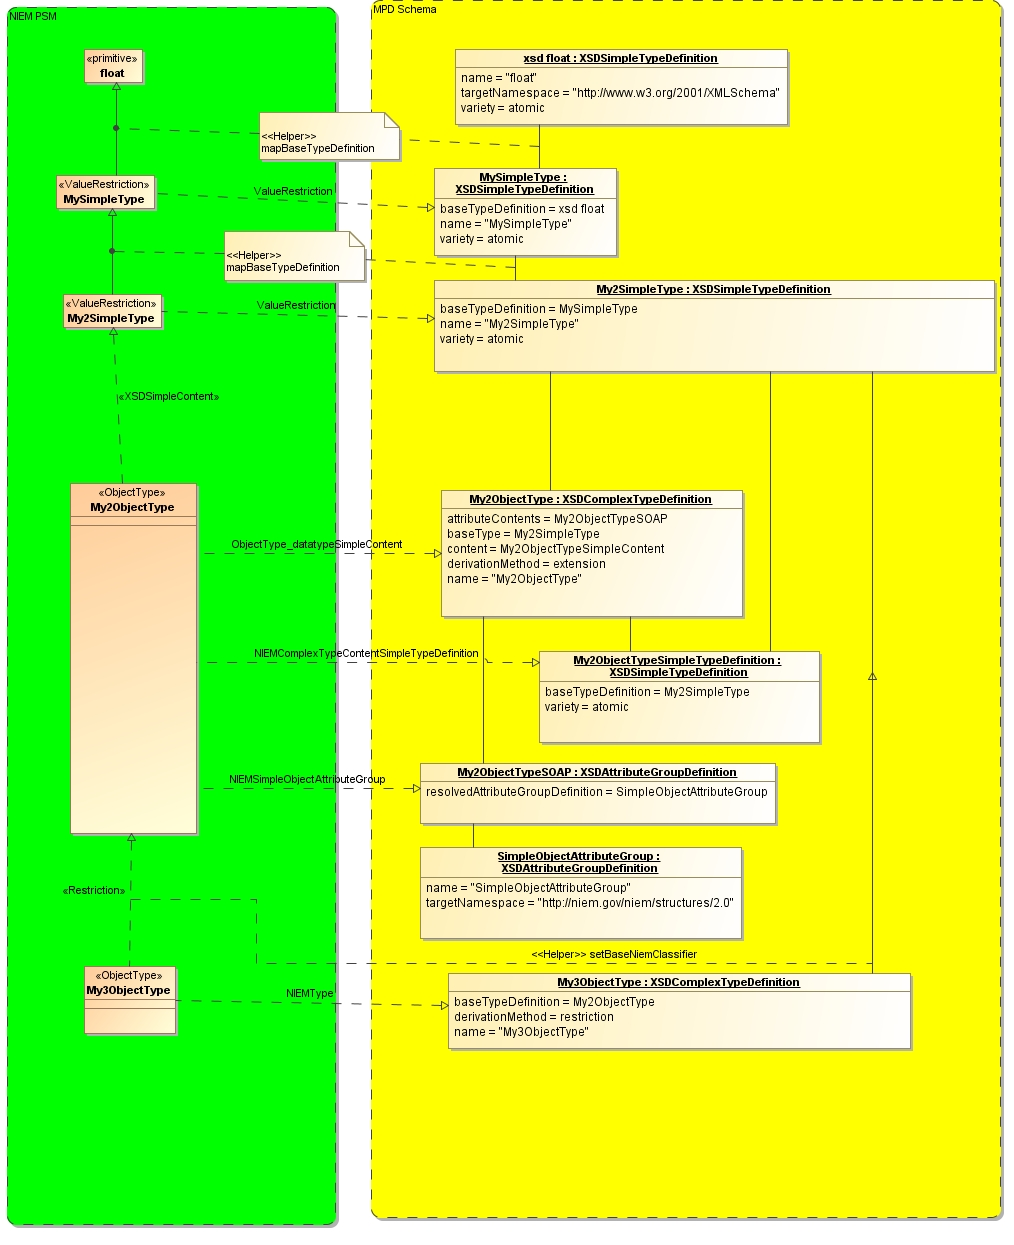 NIEM PSM
«primitive»
float
«ValueRestriction»
MySimpleType
«ValueRestriction»
My2SimpleType
«XSDSimpleContent»
«ObjectType»
My2ObjectType
«Restriction»
«ObjectType»
My3ObjectType
<<Helper>>
mapBaseTypeDefinition
ValueRestriction
<<Helper>>
mapBaseTypeDefinition
ValueRestriction
ObjectType_datatypeSimpleContent
NIEMComplexTypeContentSimpleTypeDefinition
NIEMSimpleObjectAttributeGroup
<<Helper>> setBaseNiemClassifier
NIEMType
MPD Schema
xsd float : XSDSimpleTypeDefinition
name = "float"
targetNamespace = "http://www.w3.org/2001/XMLSchema"
variety = atomic
MySimpleType :
XSDSimpleTypeDefinition
baseTypeDefinition = xsd float
name = "MySimpleType"
variety = atomic
My2SimpleType : XSDSimpleTypeDefinition
baseTypeDefinition = MySimpleType
name = "My2SimpleType"
variety = atomic
My2ObjectType : XSDComplexTypeDefinition
attributeContents = My2ObjectTypeSOAP
baseType = My2SimpleType
content = My2ObjectTypeSimpleContent
derivationMethod = extension
name = "My2ObjectType"
My2ObjectTypeSimpleTypeDefinition :
XSDSimpleTypeDefinition
baseTypeDefinition = My2SimpleType
variety = atomic
My2ObjectTypeSOAP : XSDAttributeGroupDefinition
resolvedAttributeGroupDefinition = SimpleObjectAttributeGroup
SimpleObjectAttributeGroup :
XSDAttributeGroupDefinition
name = "SimpleObjectAttributeGroup"
targetNamespace = "http://niem.gov/niem/structures/2.0"
My3ObjectType : XSDComplexTypeDefinition
baseTypeDefinition = My2ObjectType
derivationMethod = restriction
name = "My3ObjectType"